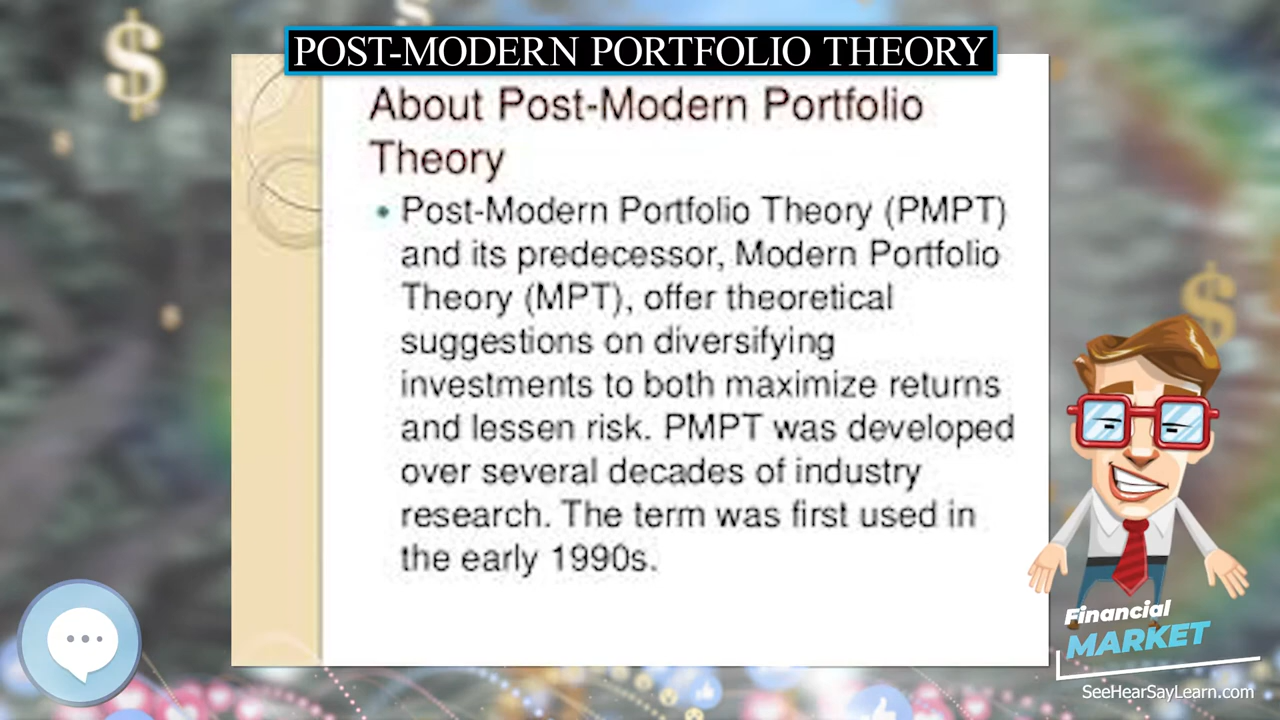 POST-MODERN PORTFOLIO THEORY
About Post-Modern Portfolio
Theory
• Post-Modern Portfolio Theory (PMPT)
and its predecessor, Modern Portfolio
Theory (MPT), offer theoretical
suggestions on diversifying
investments to both maximize returns
and lessen risk. PMPT was developed
over several decades of industry
research. The term was first used in
the early 1990s.
Financial
MARKET
SeeHearSayLearn.com